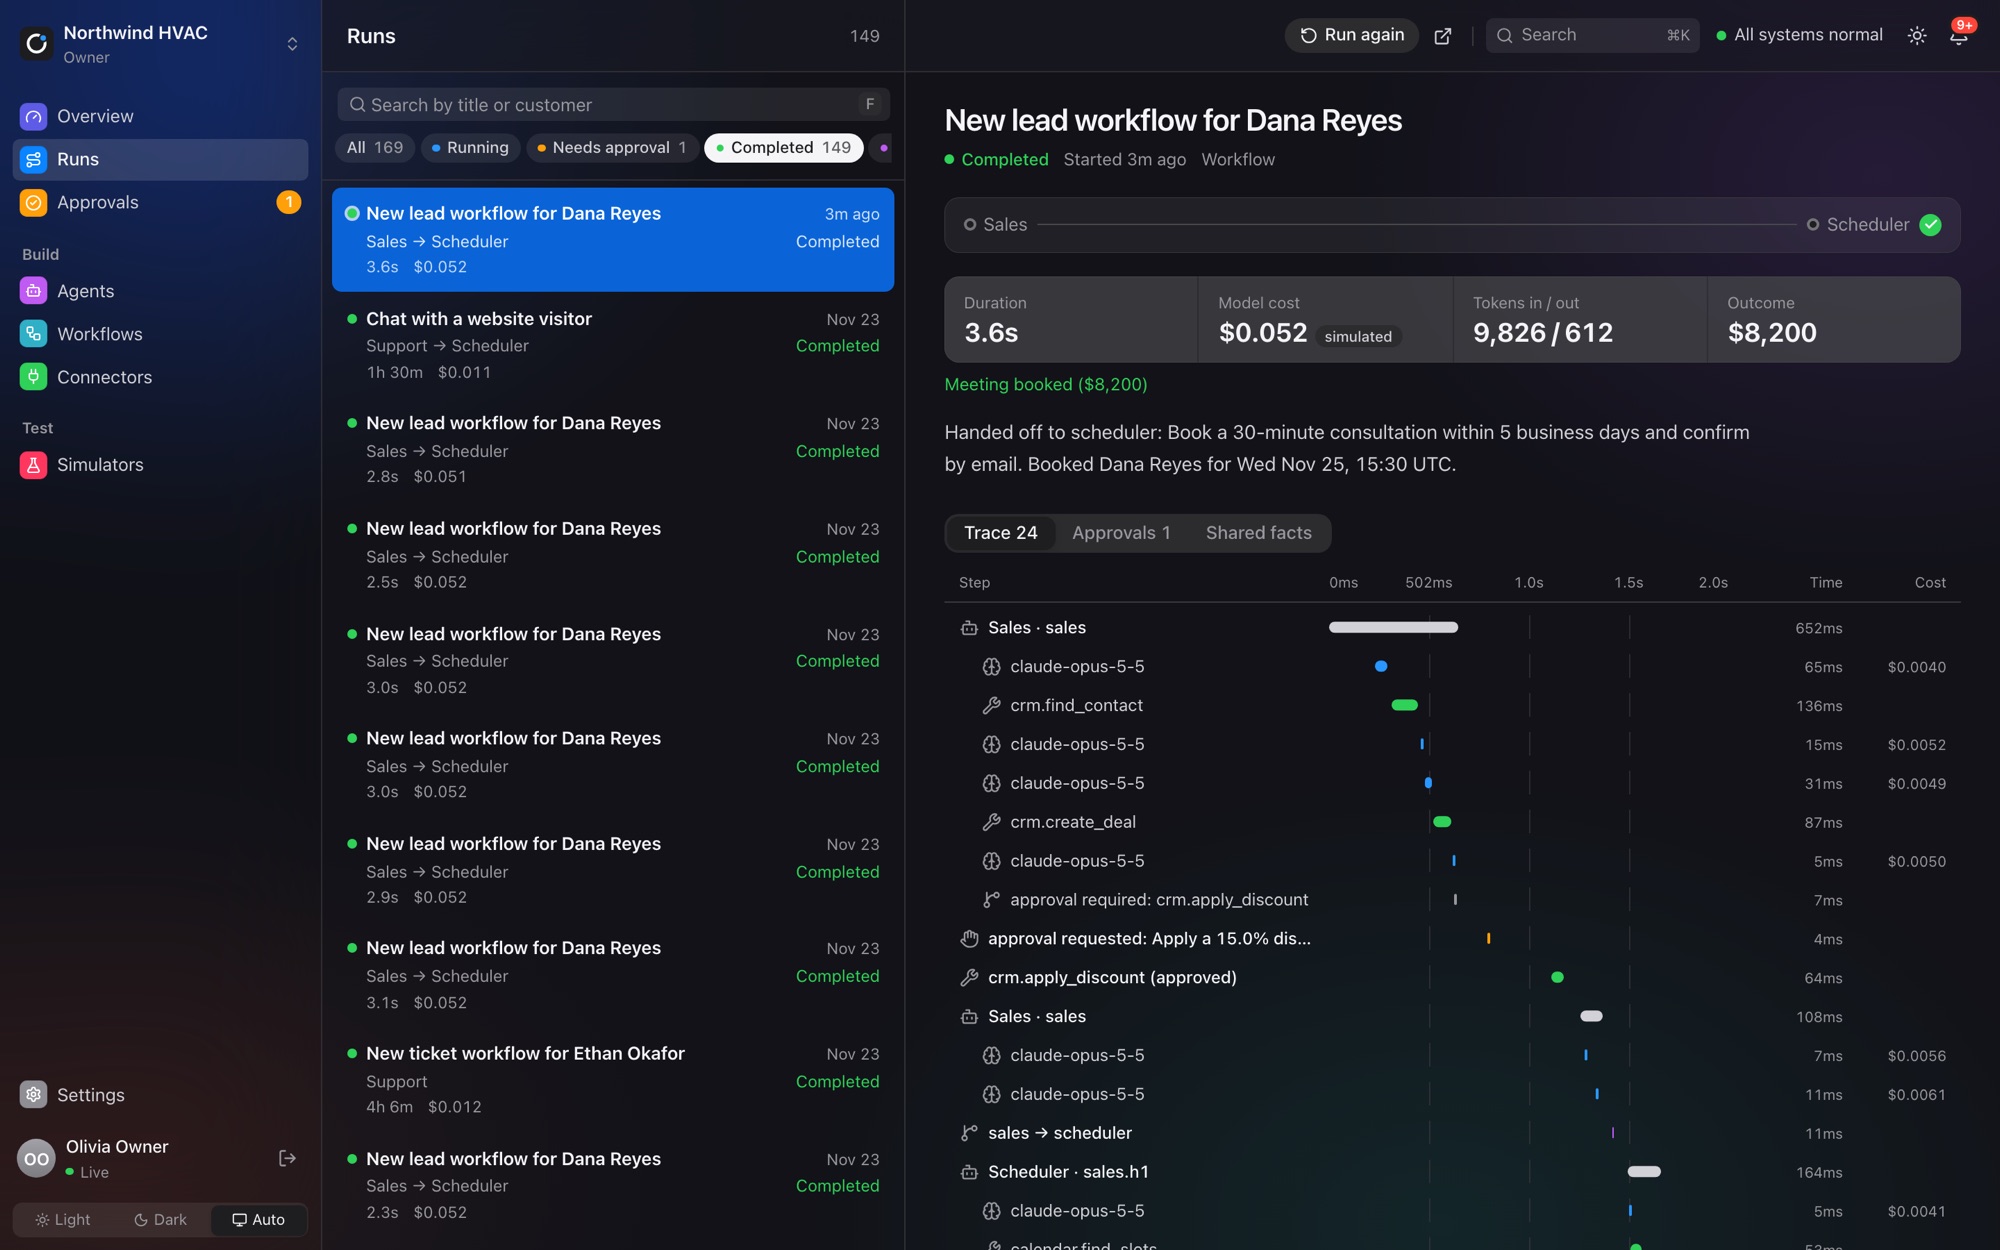 Northwind HVAC
Owner
Overview
Runs
Approvals 1
Build
Agents
Workflows
Connectors
Test
Simulators
Settings
OO Olivia Owner
Live
Light Dark Auto
Runs 149
Search by title or customer F
All 169 Running Needs approval 1 Completed 149
New lead workflow for Dana Reyes 3m ago
Sales → Scheduler Completed
3.6s $0.052
Chat with a website visitor Nov 23
Support → Scheduler Completed
1h 30m $0.011
New lead workflow for Dana Reyes Nov 23
Sales → Scheduler Completed
2.8s $0.051
New lead workflow for Dana Reyes Nov 23
Sales → Scheduler Completed
2.5s $0.052
New lead workflow for Dana Reyes Nov 23
Sales → Scheduler Completed
3.0s $0.052
New lead workflow for Dana Reyes Nov 23
Sales → Scheduler Completed
3.0s $0.052
New lead workflow for Dana Reyes Nov 23
Sales → Scheduler Completed
2.9s $0.052
New lead workflow for Dana Reyes Nov 23
Sales → Scheduler Completed
3.1s $0.052
New ticket workflow for Ethan Okafor Nov 23
Support Completed
4h 6m $0.012
New lead workflow for Dana Reyes Nov 23
Sales → Scheduler Completed
2.3s $0.052
Run again Search ⌘K All systems normal 9+
New lead workflow for Dana Reyes
Completed Started 3m ago Workflow
Sales Scheduler
Duration Model cost Tokens in / out Outcome
3.6s $0.052 simulated 9,826 / 612 $8,200
Meeting booked ($8,200)
Handed off to scheduler: Book a 30-minute consultation within 5 business days and confirm
by email. Booked Dana Reyes for Wed Nov 25, 15:30 UTC.
Trace 24 Approvals 1 Shared facts
Step 0ms 502ms 1.0s 1.5s 2.0s Time Cost
Sales · sales 652ms
claude-opus-5-5 65ms $0.0040
crm.find_contact 136ms
claude-opus-5-5 15ms $0.0052
claude-opus-5-5 31ms $0.0049
crm.create_deal 87ms
claude-opus-5-5 5ms $0.0050
approval required: crm.apply_discount 7ms
approval requested: Apply a 15.0% dis... 4ms
crm.apply_discount (approved) 64ms
Sales · sales 108ms
claude-opus-5-5 7ms $0.0056
claude-opus-5-5 11ms $0.0061
sales → scheduler 11ms
Scheduler · sales.h1 164ms
claude-opus-5-5 5ms $0.0041
calendar.find_slots 53ms